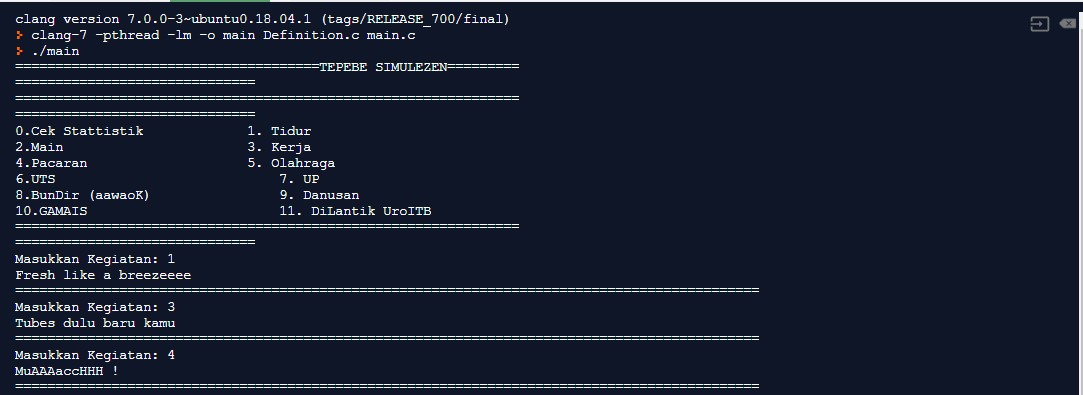 clang version 7.0.0-3~ubuntu0.18.04.1 (tags/RELEASE_700/final)
> clang-7 -pthread -lm -o main Definition.c main.c
> ./main
======================================TEPEBE SIMULEZEN=========
==============================
===============================================================
==============================
0.Cek Stattistik             1. Tidur
2.Main                       3. Kerja
4.Pacaran                    5. Olahraga
6.UTS                            7. UP
8.BunDir (aawaoK)                9. Danusan
10.GAMAIS                        11. DiLantik UroITB
===============================================================
==============================
Masukkan Kegiatan: 1
Fresh like a breezeeee
=============================================================================================
Masukkan Kegiatan: 3
Tubes dulu baru kamu
=============================================================================================
Masukkan Kegiatan: 4
MuAAAaccHHH !
=============================================================================================